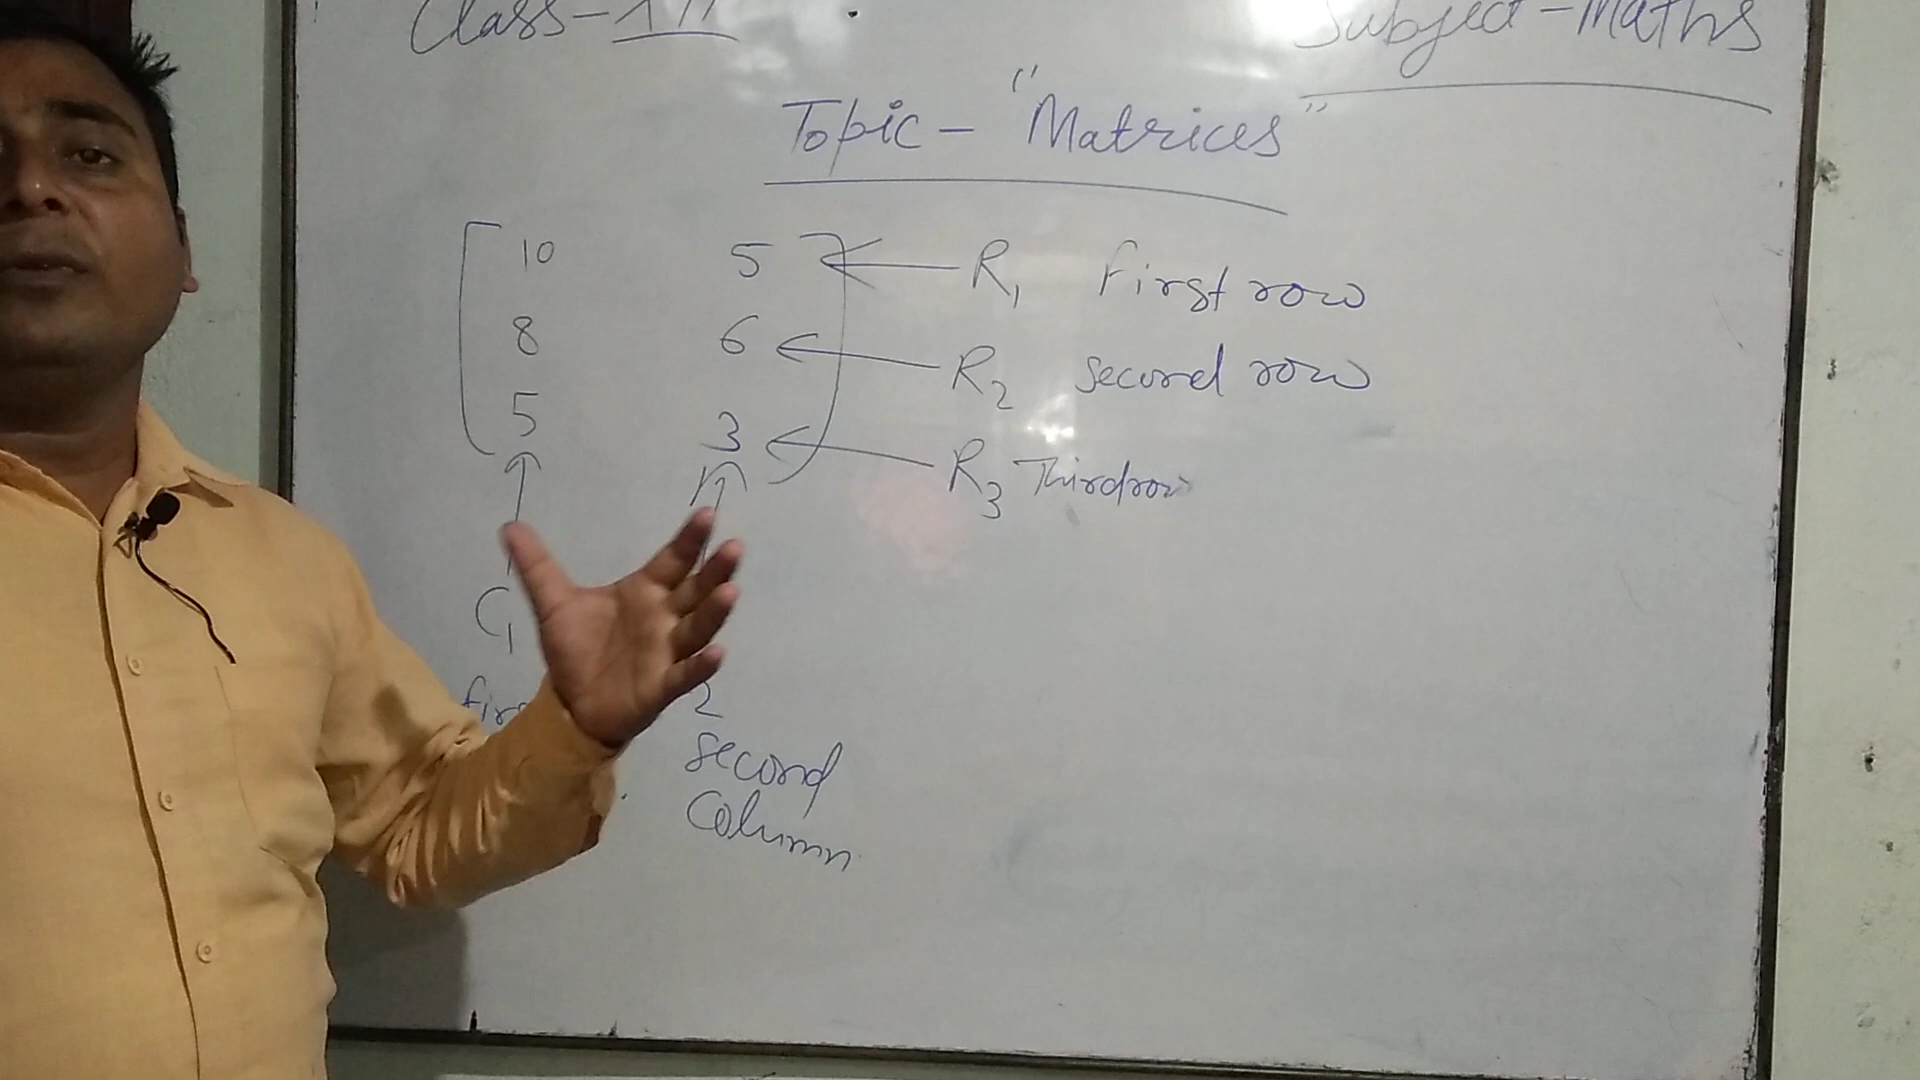 Class - XII Subject - Maths
Topic - "Matrices"
10 5 R1 First row
8 6 R2 second row
5 3 R3 Third row
C1
2
second
column